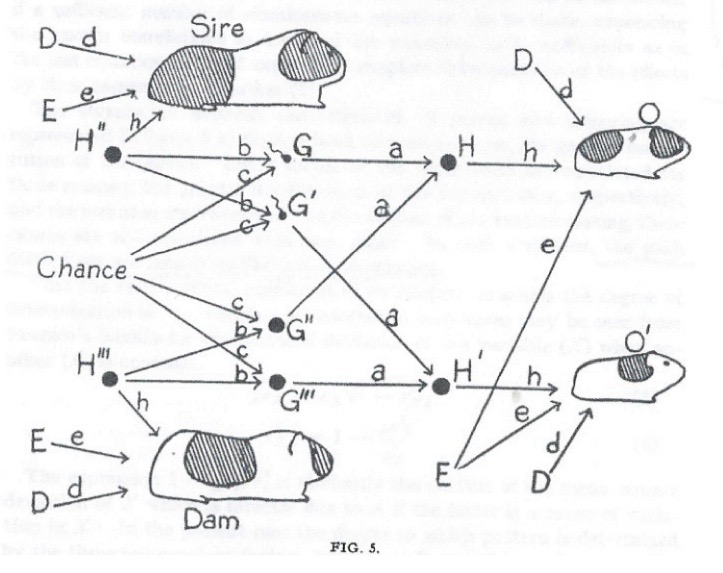 Sire
D d
E e
h
H"
b G a H h
c
b G' a
c
Chance
c
b G"
c
H''' b G''' a H' h
a
h
E e
D d
Dam
D
d
O
e
O'
e
E
d
D
FIG. 5.